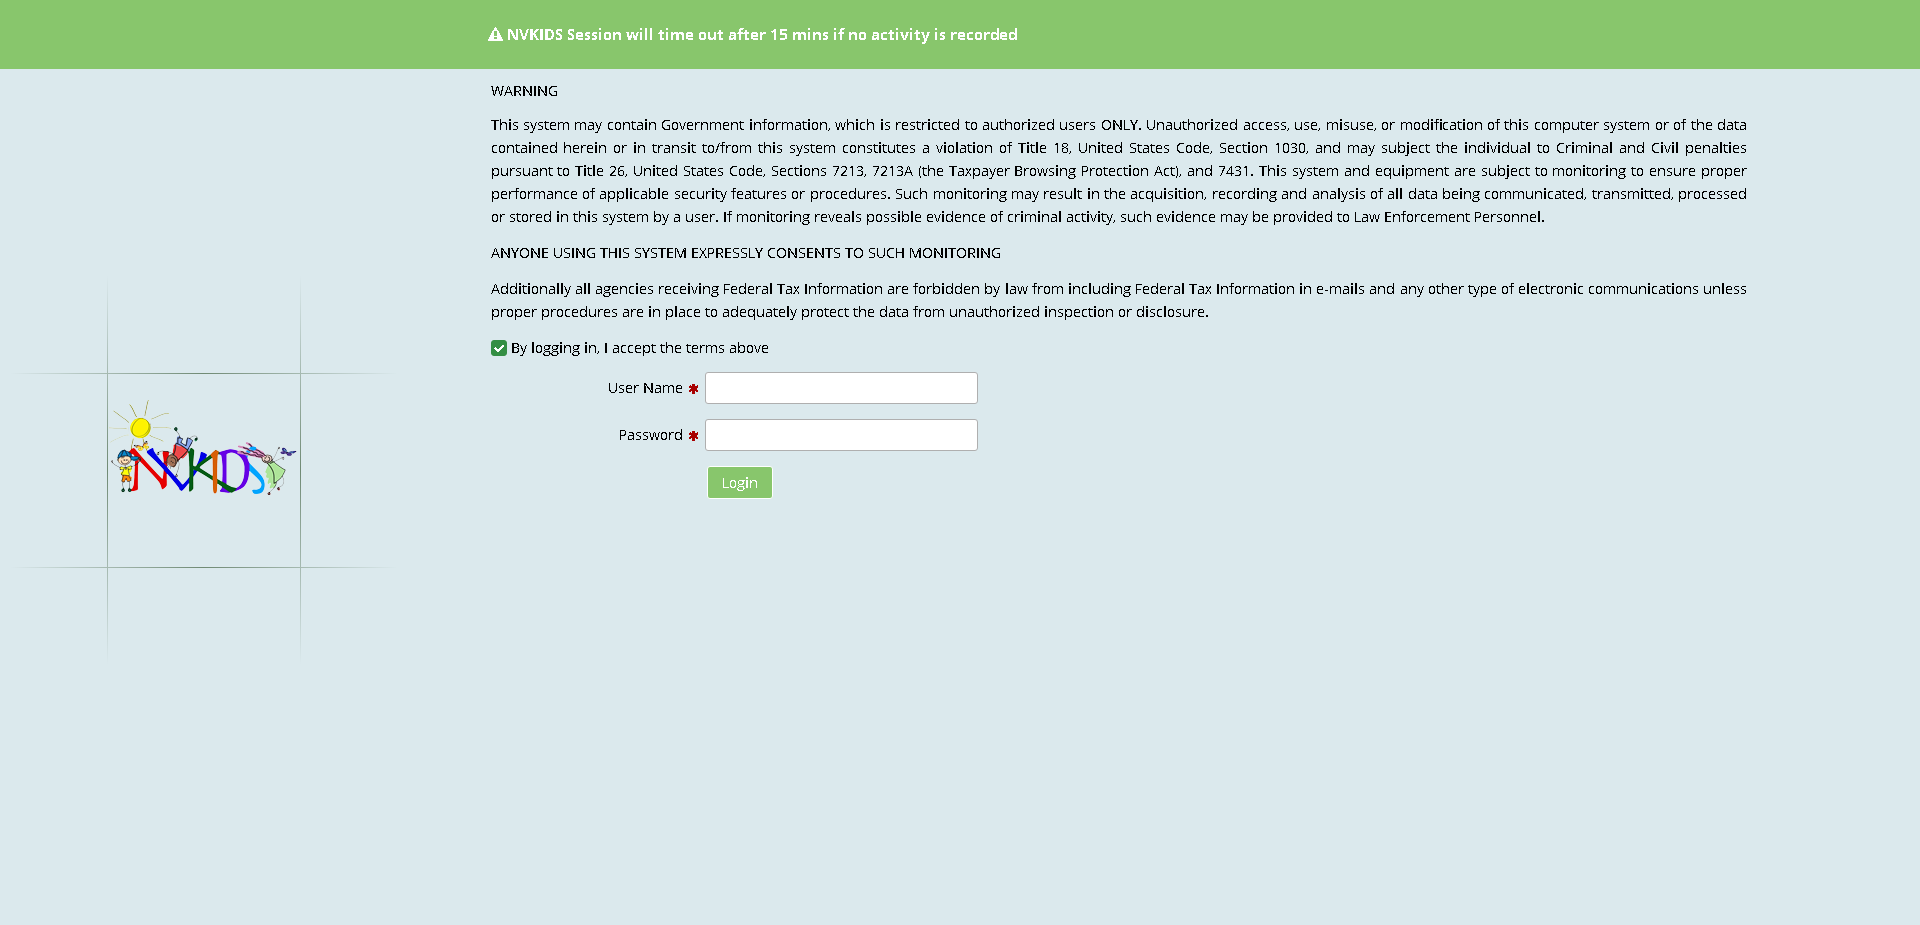 NVKIDS Session will time out after 15 mins if no activity is recorded
WARNING
This system may contain Government information, which is restricted to authorized users ONLY. Unauthorized access, use, misuse, or modification of this computer system or of the data
contained herein or in transit to/from this system constitutes a violation of Title 18, United States Code, Section 1030, and may subject the individual to Criminal and Civil penalties
pursuant to Title 26, United States Code, Sections 7213, 7213A (the Taxpayer Browsing Protection Act), and 7431. This system and equipment are subject to monitoring to ensure proper
performance of applicable security features or procedures. Such monitoring may result in the acquisition, recording and analysis of all data being communicated, transmitted, processed
or stored in this system by a user. If monitoring reveals possible evidence of criminal activity, such evidence may be provided to Law Enforcement Personnel.
ANYONE USING THIS SYSTEM EXPRESSLY CONSENTS TO SUCH MONITORING
Additionally all agencies receiving Federal Tax Information are forbidden by law from including Federal Tax Information in e-mails and any other type of electronic communications unless
proper procedures are in place to adequately protect the data from unauthorized inspection or disclosure.
By logging in, I accept the terms above
User Name *
Password *
Login
NVKIDS